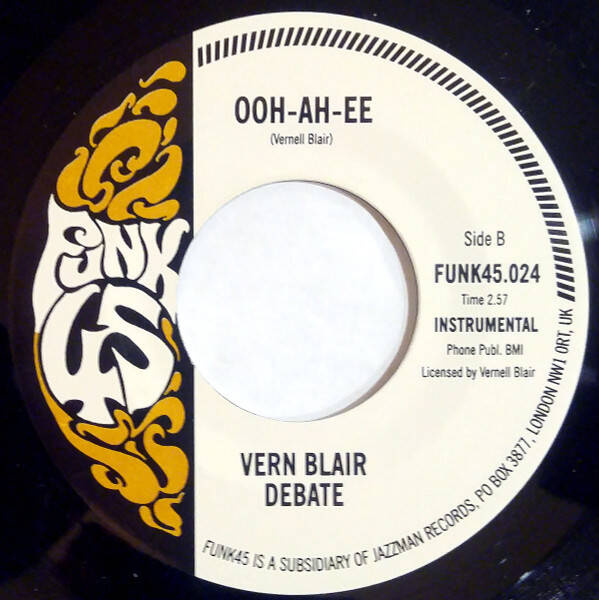 OOH-AH-EE
(Vernell Blair)
FUNK
45
Side B
FUNK45.024
Time 2.57
INSTRUMENTAL
Phone Publ. BMI
Licensed by Vernell Blair
VERN BLAIR
DEBATE
FUNK45 IS A SUBSIDIARY OF JAZZMAN RECORDS, PO BOX 3877, LONDON NW1 0RT, UK